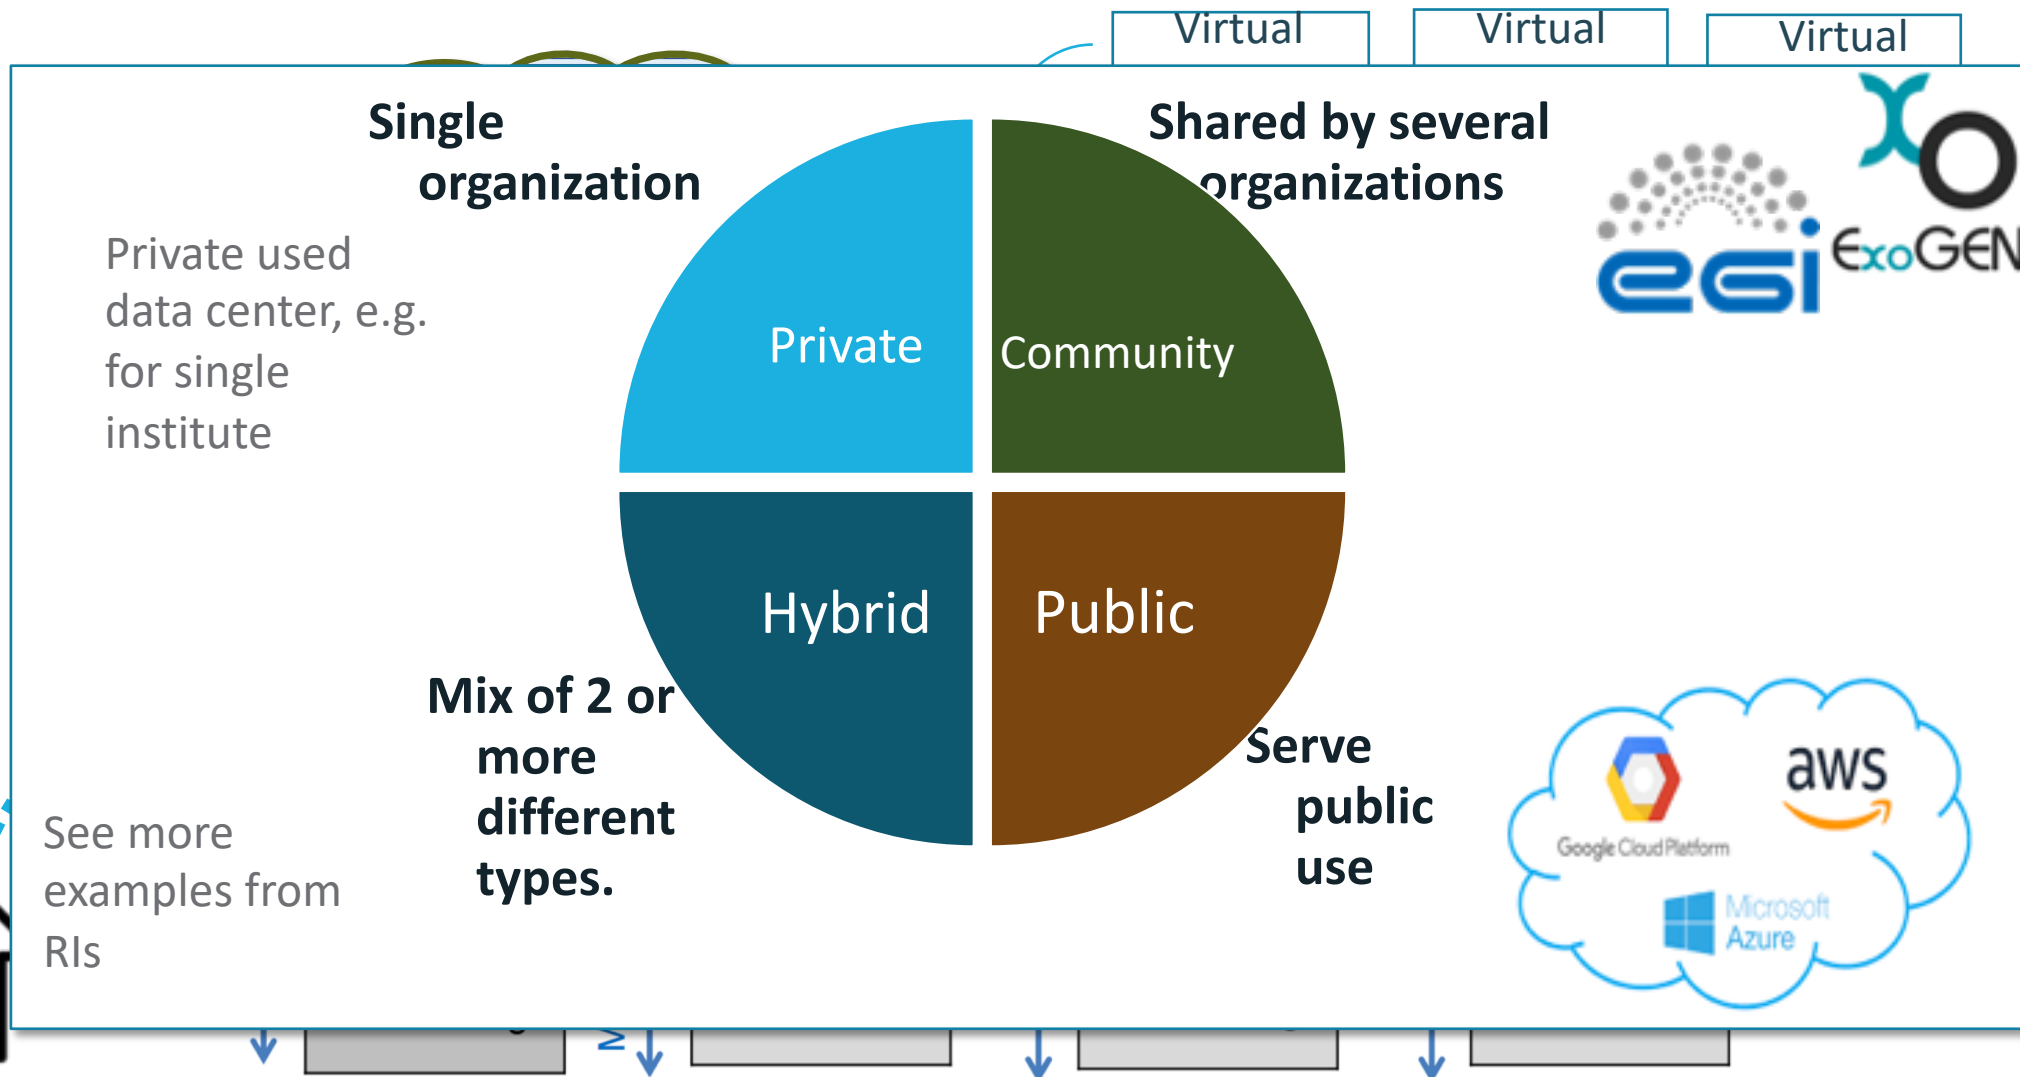 Virtual
Virtual
Virtual
Single
organization
Shared by several
organizations
Private used
data center, e.g.
for single
institute
Private
Community
egi
ExoGEN
Hybrid
Public
Mix of 2 or
more
different
types.
Serve
public
use
See more
examples from
RIs
Google Cloud Platform
aws
Microsoft
Azure